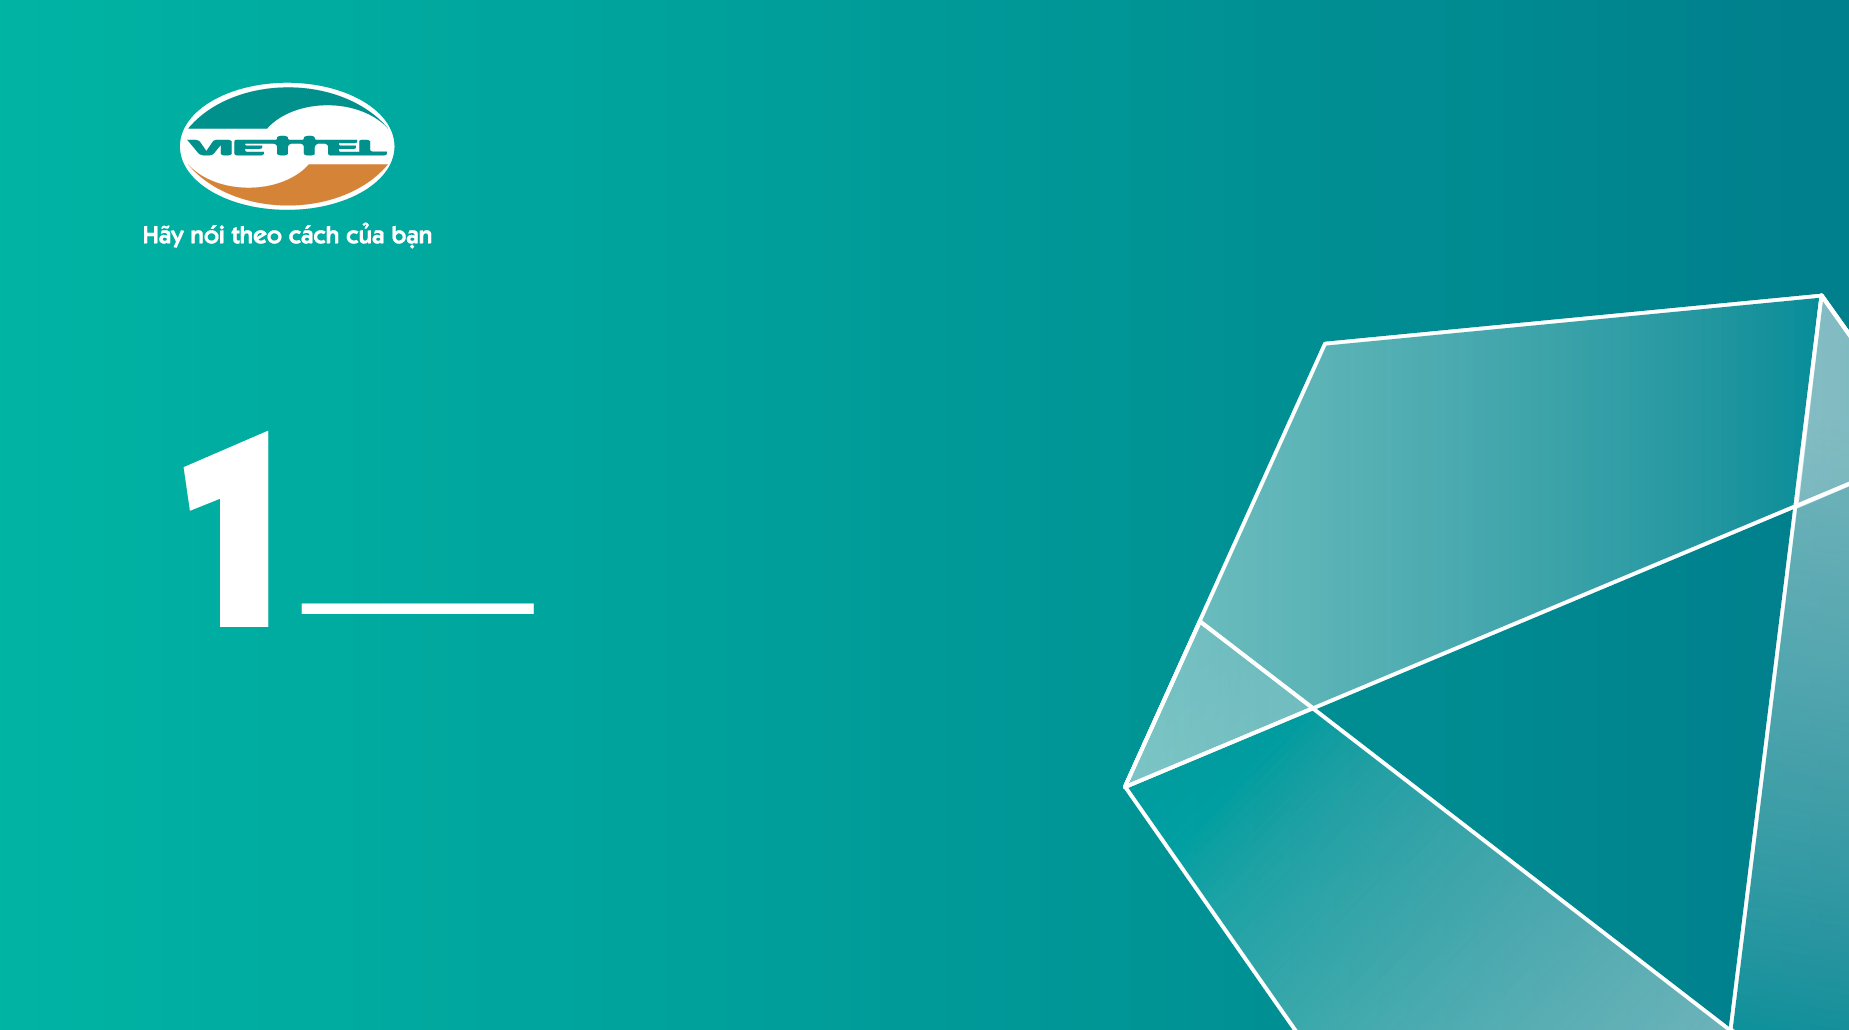 VIETTEL
Hãy nói theo cách của bạn
1